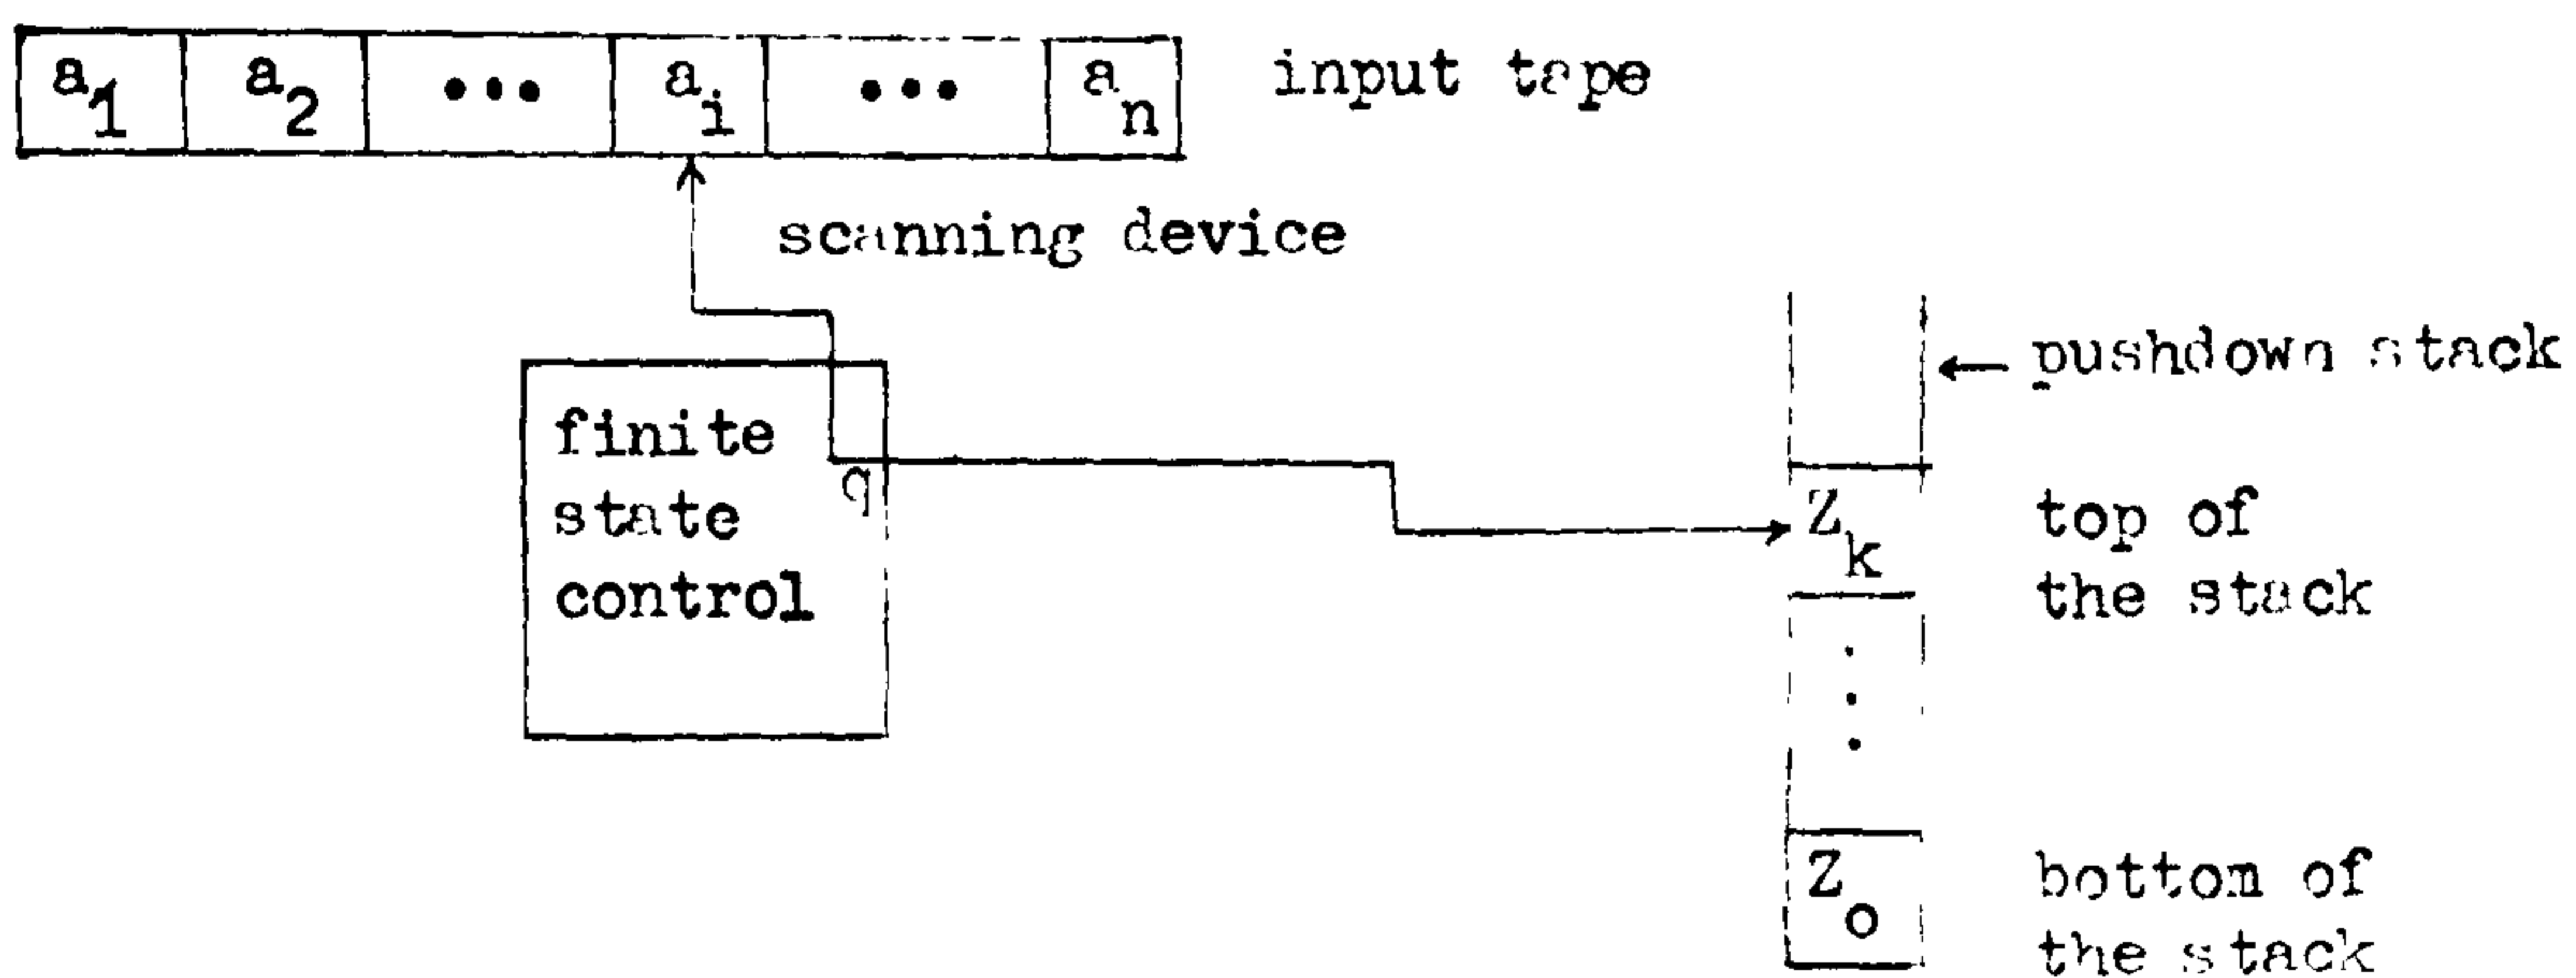 a1 a2 ••• ai ••• an input tape
scanning device
pushdown stack
finite
state
control
q
Zk
top of
the stack
Zo
bottom of
the stack